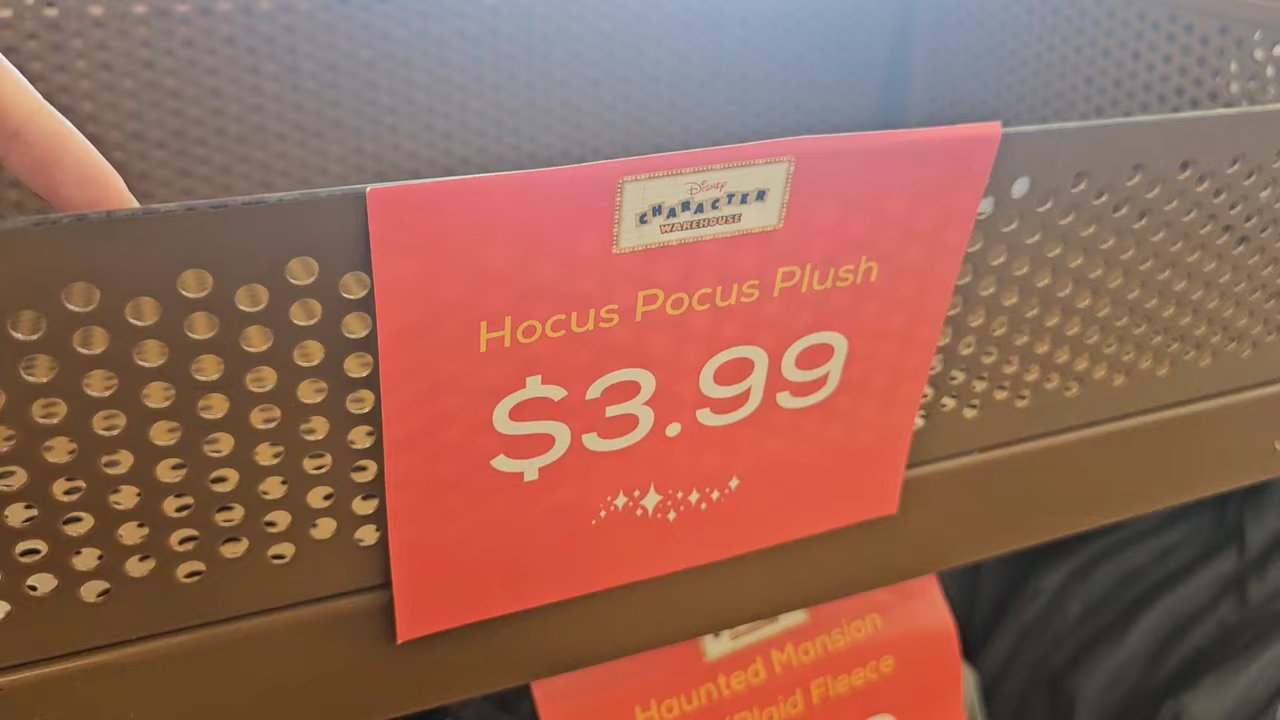 Disney
CHARACTER
WAREHOUSE
Hocus Pocus Plush
$3.99
Haunted Mansion
Plaid Fleece